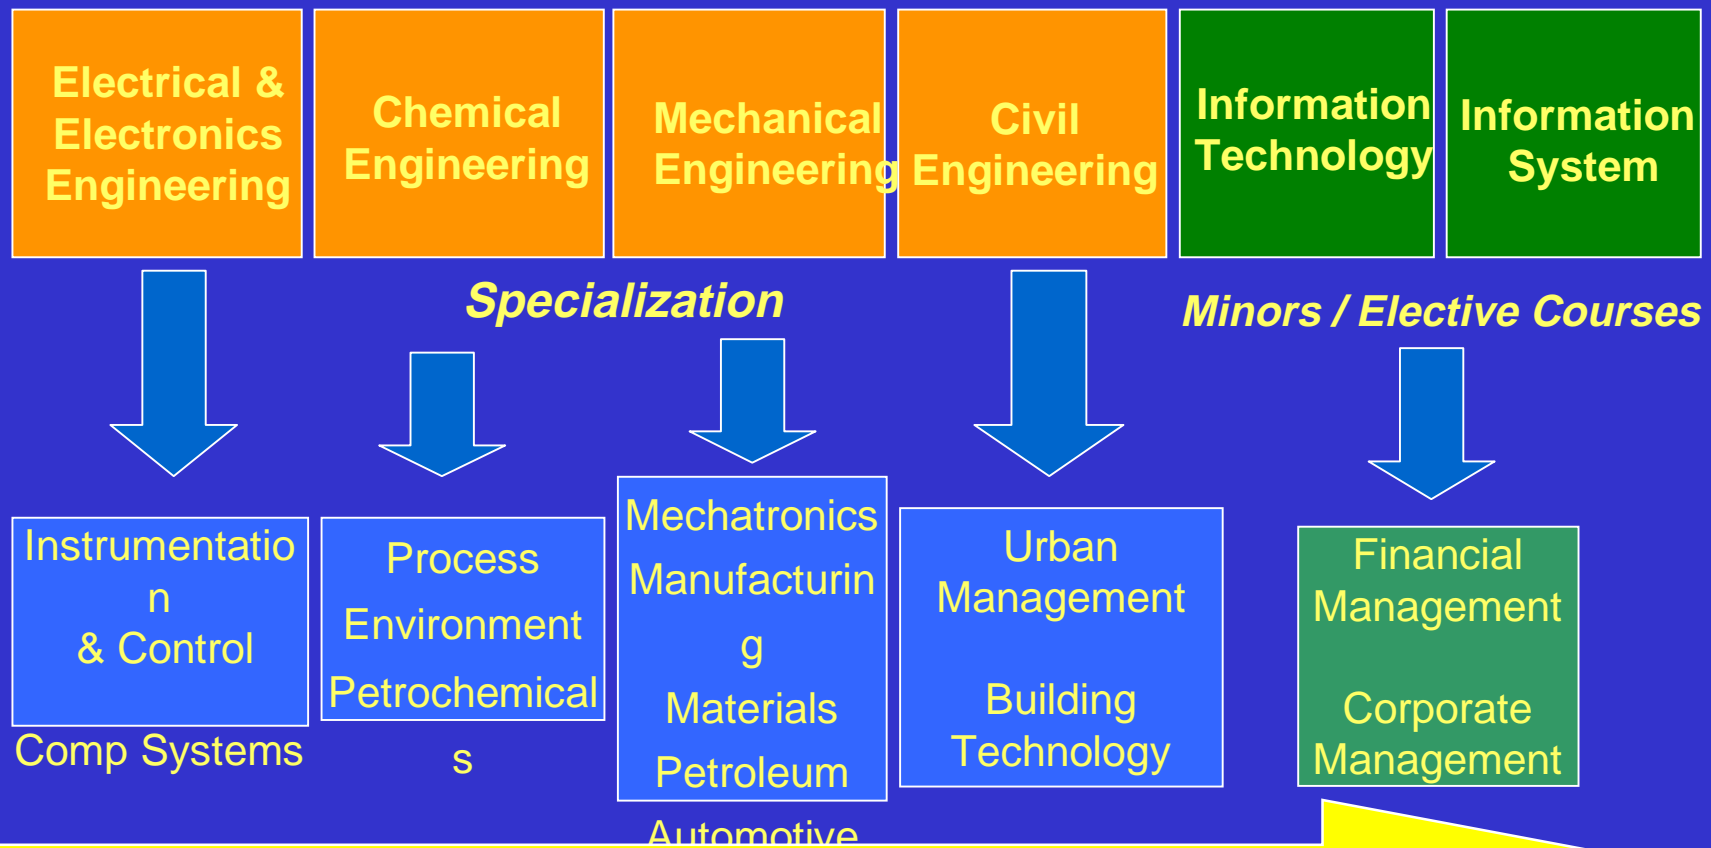 Electrical &
Electronics
Engineering
Chemical
Engineering
Mechanical
Engineering
Civil
Engineering
Information
Technology
Information
System
Specialization
Minors / Elective Courses
Instrumentatio
n
& Control
Comp Systems
Process
Environment
Petrochemical
s
Mechatronics
Manufacturin
g
Materials
Petroleum
Automotive
Urban
Management
Building
Technology
Financial
Management
Corporate
Management